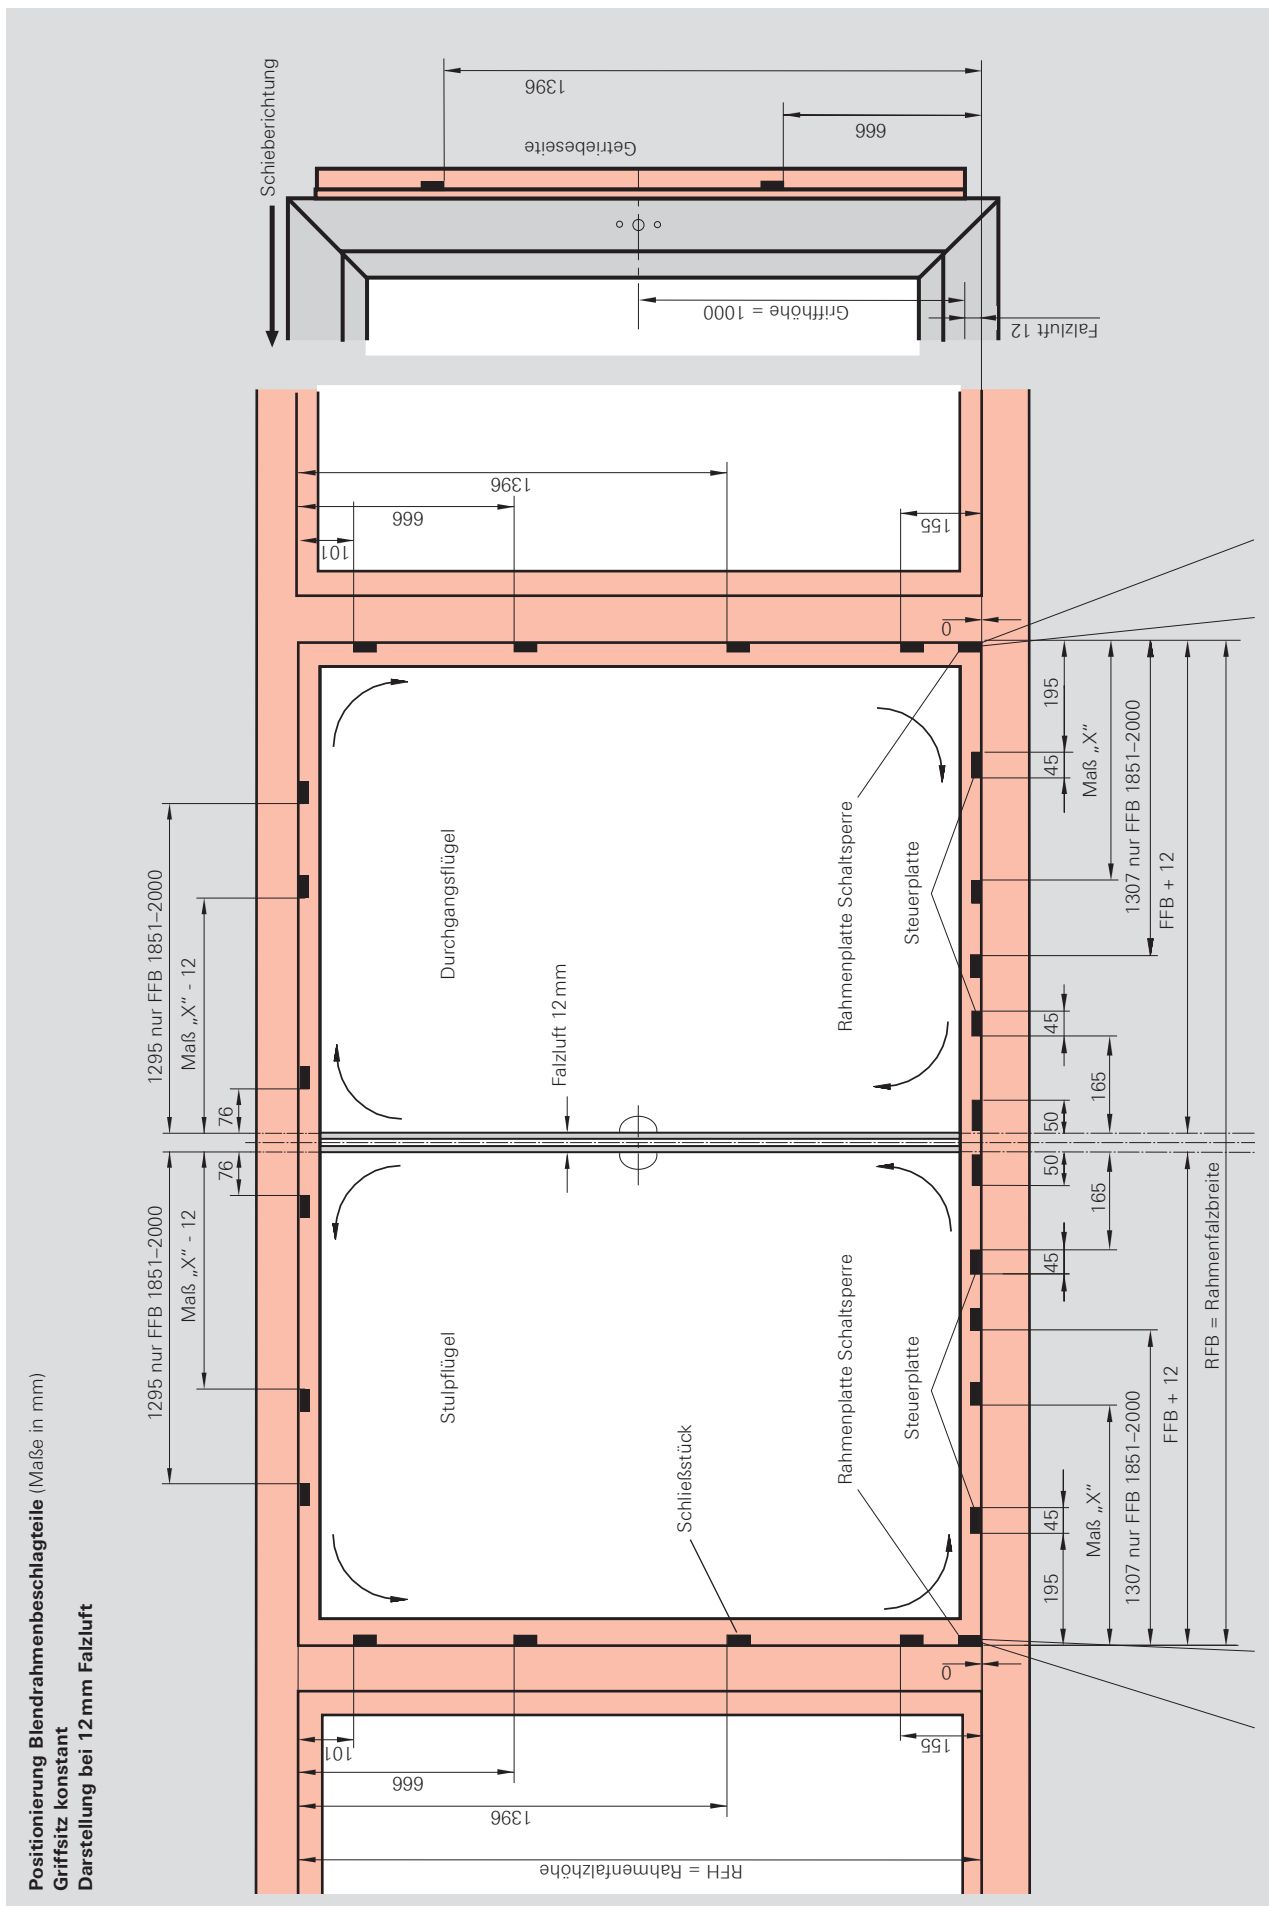 Positionierung Blendrahmenbeschlagteile (Maße in mm)
Griffsitz konstant
Darstellung bei 12 mm Falzluft
Schieberichtung
1396
666
Getriebeseite
Griffhöhe = 1000
Falzluft 12
1396
666
101
155
0
1295 nur FFB 1851–2000
Maß „X“ - 12
76
76
1295 nur FFB 1851–2000
Maß „X“ - 12
Durchgangsflügel
Falzluft 12 mm
Rahmenplatte Schaltsperre
Steuerplatte
Stulpflügel
Schließstück
Rahmenplatte Schaltsperre
Steuerplatte
195
45
Maß „X“
1307 nur FFB 1851–2000
FFB + 12
45
165
50
50
165
45
RFB = Rahmenfalzbreite
45
195
Maß „X“
1307 nur FFB 1851–2000
FFB + 12
0
101
666
1396
155
RFH = Rahmenfalzhöhe